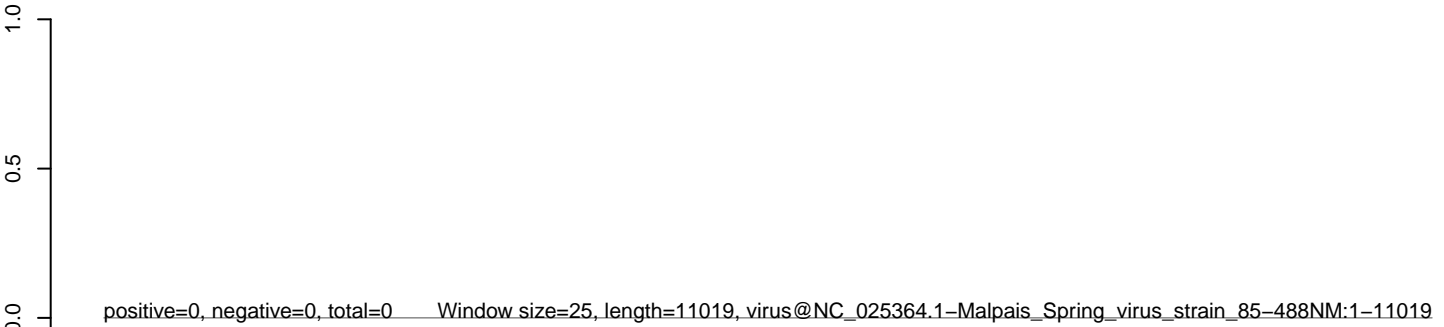 1.0
0.5
0.0
positive=0, negative=0, total=0 Window size=25, length=11019, virus@NC_025364.1−Malpais_Spring_virus_strain_85−488NM:1−11019